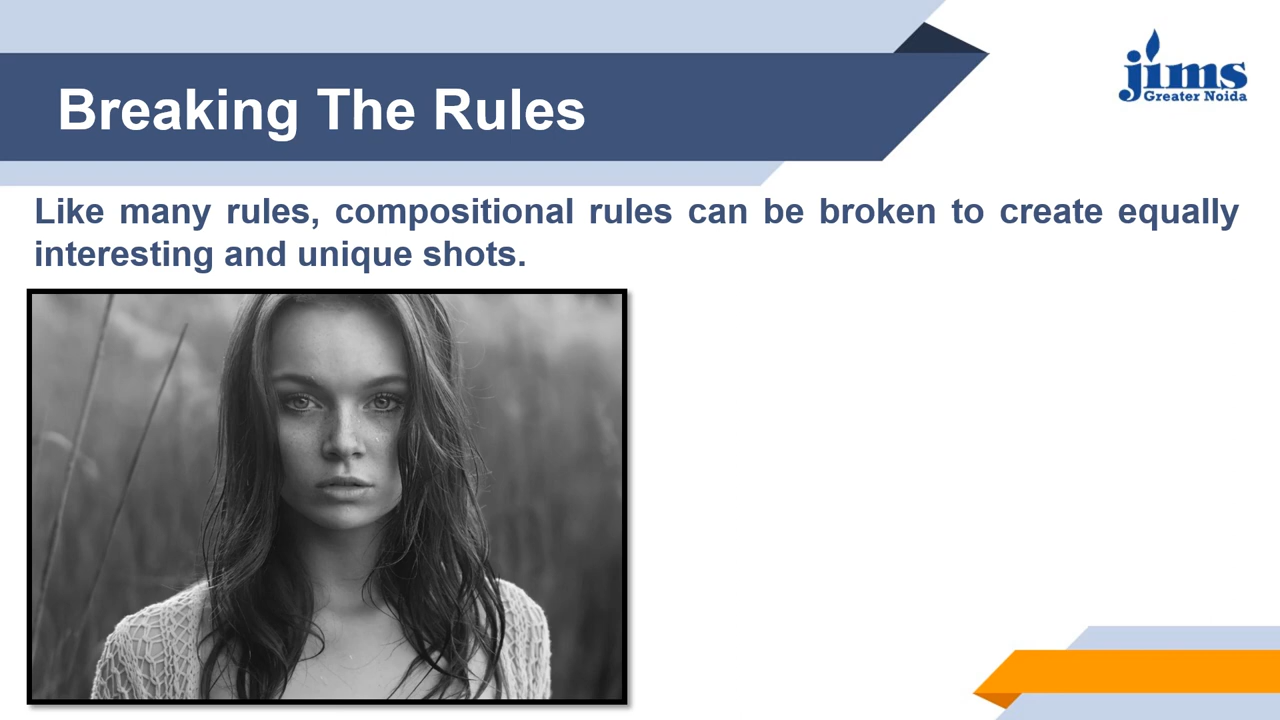 jims
Greater Noida
Breaking The Rules
Like many rules, compositional rules can be broken to create equally
interesting and unique shots.